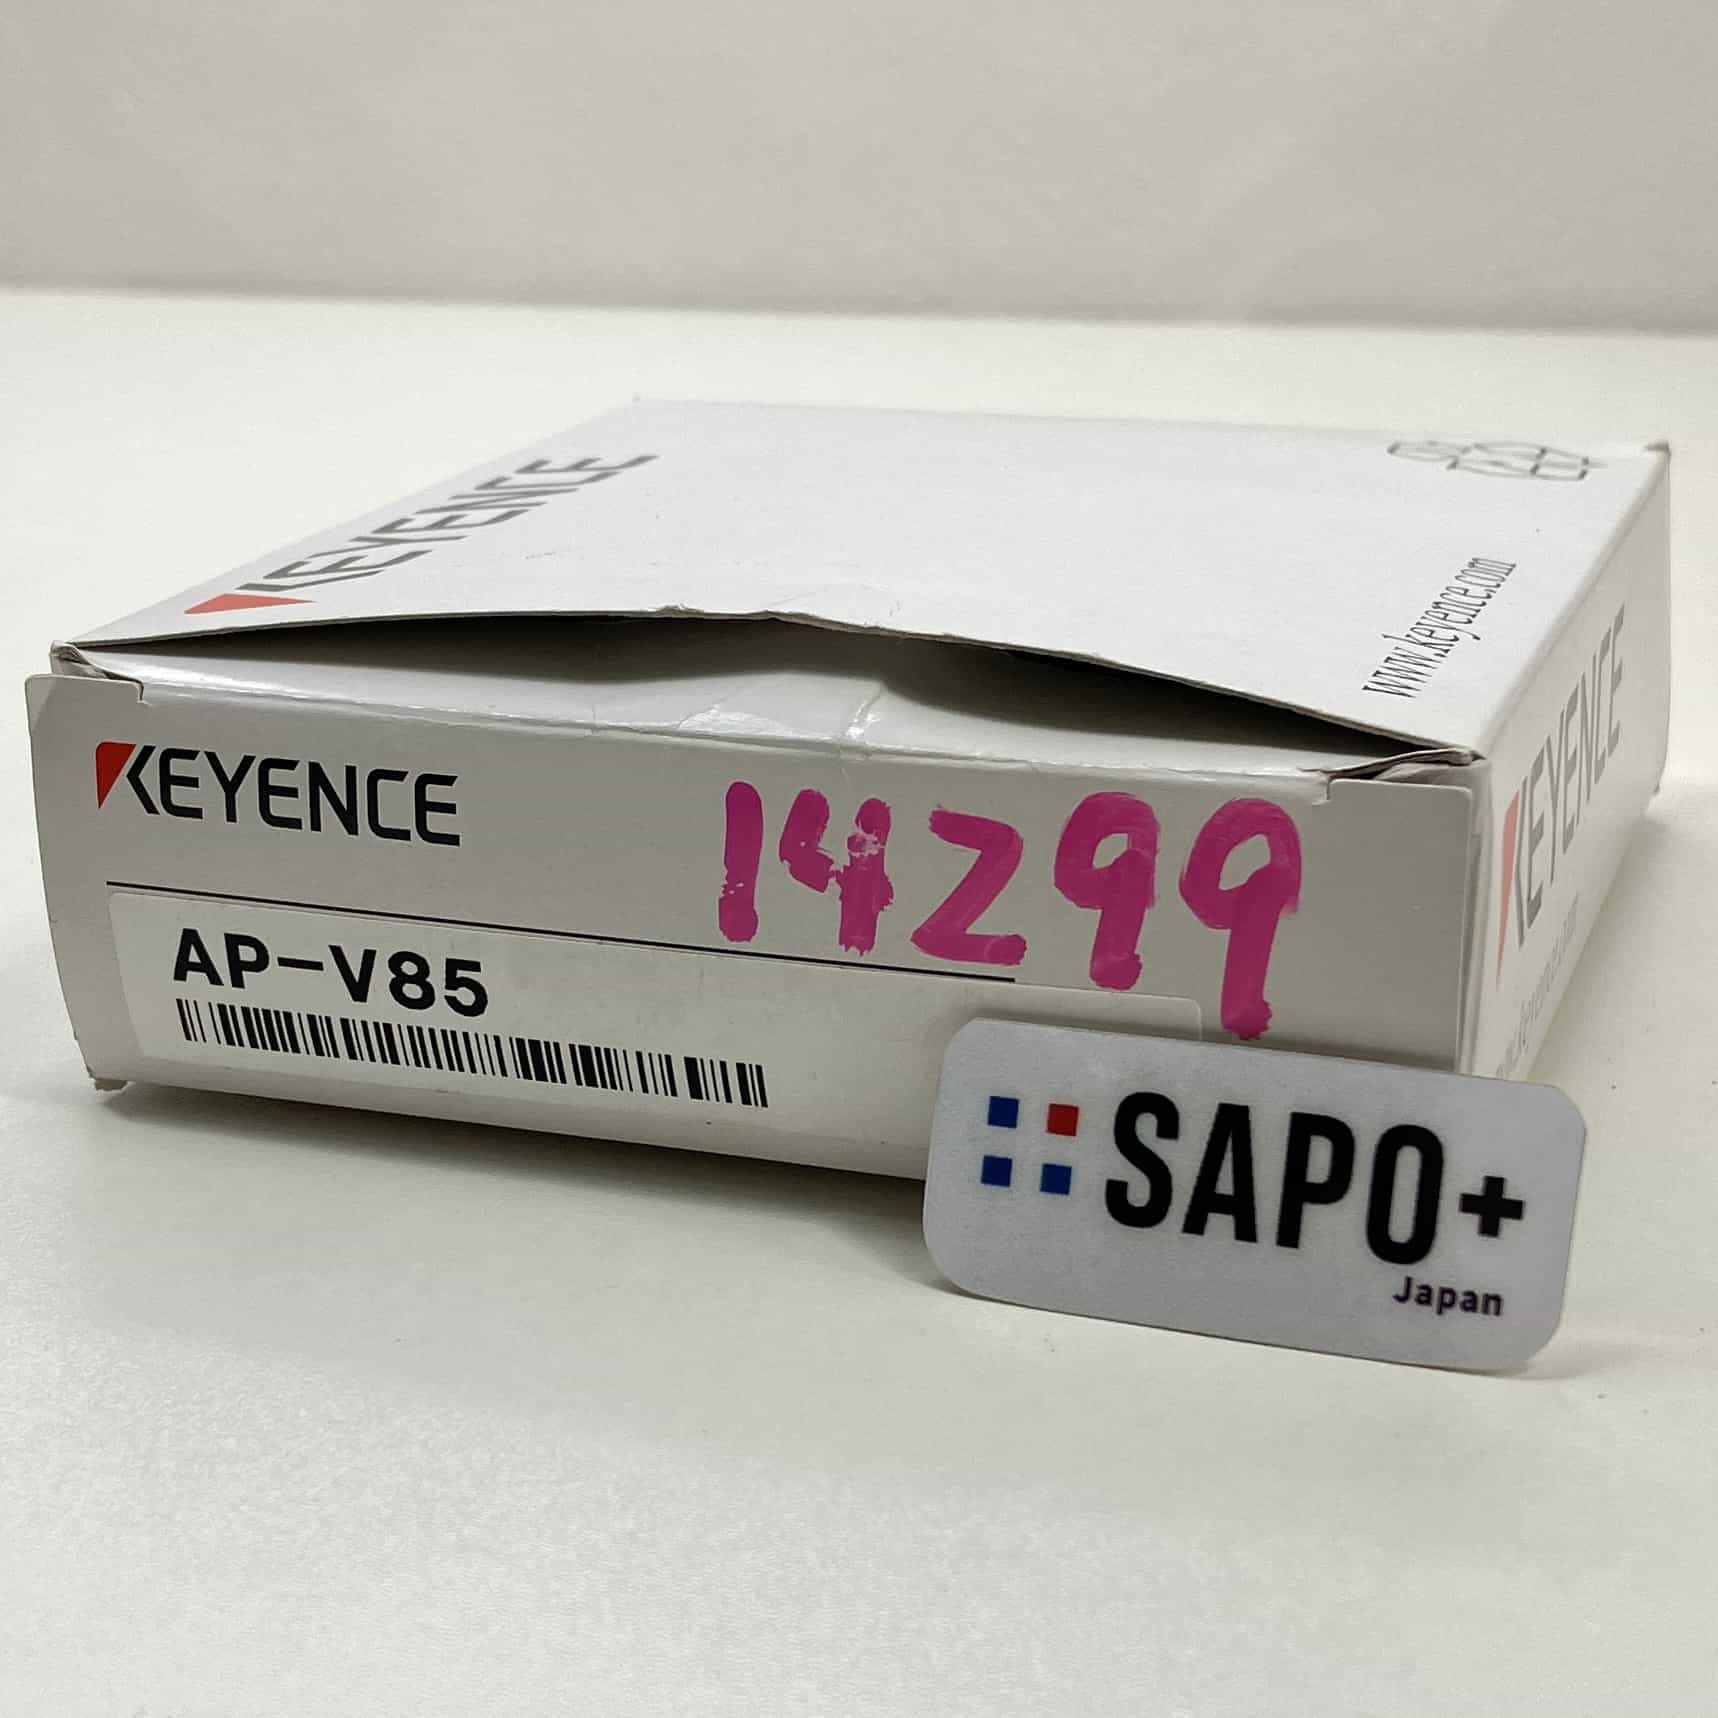 KEYENCE
www.keyence.com
KEYENCE
14299
AP-V85
KEYENCE
SAPO+
Japan